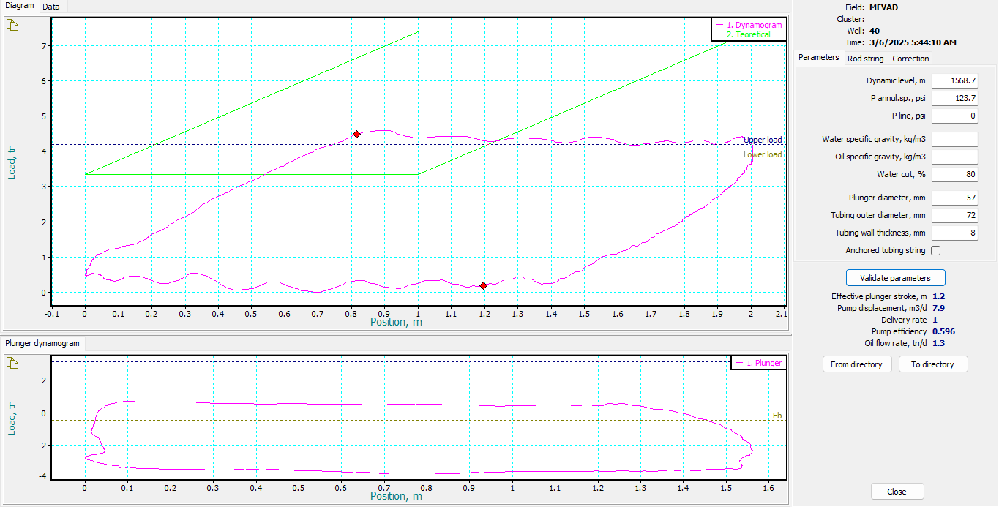 Diagram Data
1. Dynamogram
2. Teoretical
7
6
5
4
3
2
1
0
Load, tn
Upper load
Lower load
-0.1 0 0.1 0.2 0.3 0.4 0.5 0.6 0.7 0.8 0.9 1 1.1 1.2 1.3 1.4 1.5 1.6 1.7 1.8 1.9 2 2.1
Position, m
Plunger dynamogram
1. Plunger
2
0
-2
-4
Load, tn
Fb
0 0.1 0.2 0.3 0.4 0.5 0.6 0.7 0.8 0.9 1 1.1 1.2 1.3 1.4 1.5 1.6
Position, m
Field: MEVAD
Cluster:
Well: 40
Time: 3/6/2025 5:44:10 AM
Parameters Rod string Correction
Dynamic level, m 1568.7
P annul.sp., psi 123.7
P line, psi 0
Water specific gravity, kg/m3
Oil specific gravity, kg/m3
Water cut, % 80
Plunger diameter, mm 57
Tubing outer diameter, mm 72
Tubing wall thickness, mm 8
Anchored tubing string
Validate parameters
Effective plunger stroke, m 1.2
Pump displacement, m3/d 7.9
Delivery rate 1
Pump efficiency 0.596
Oil flow rate, tn/d 1.3
From directory To directory
Close